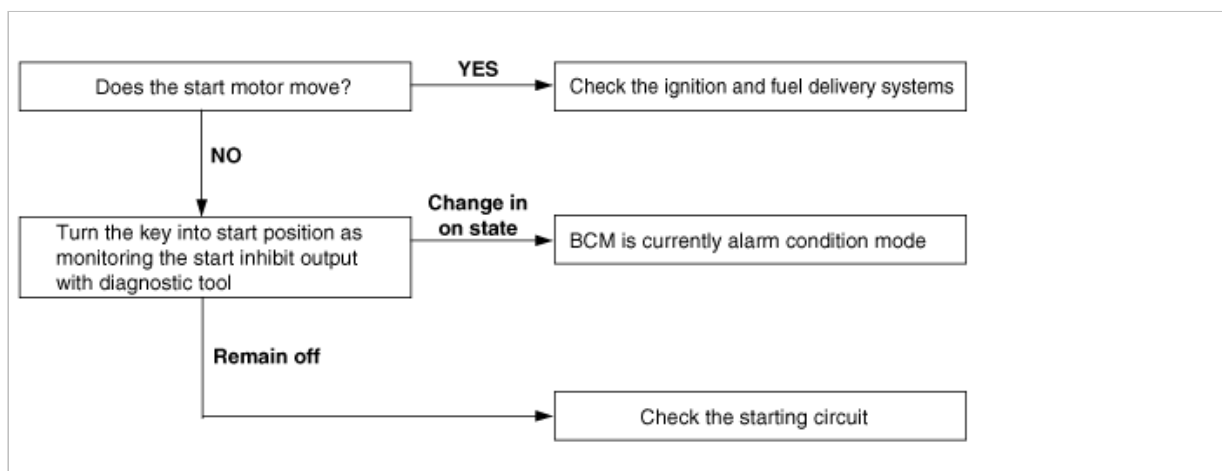 Does the start motor move?
YES
Check the ignition and fuel delivery systems
NO
Turn the key into start position as
monitoring the start inhibit output
with diagnostic tool
Change in
on state
BCM is currently alarm condition mode
Remain off
Check the starting circuit